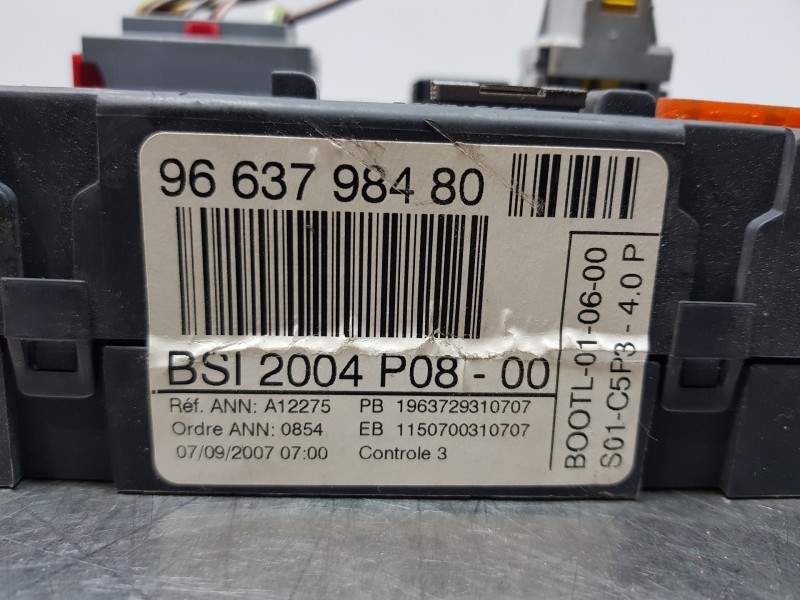 96 637 984 80
BSI 2004 P08 - 00
Réf. ANN: A12275 PB 1963729310707
Ordre ANN: 0854 EB 1150700310707
07/09/2007 07:00 Controle 3
BOOTL-01-06-00
S01-C5P3 - 4.0 P